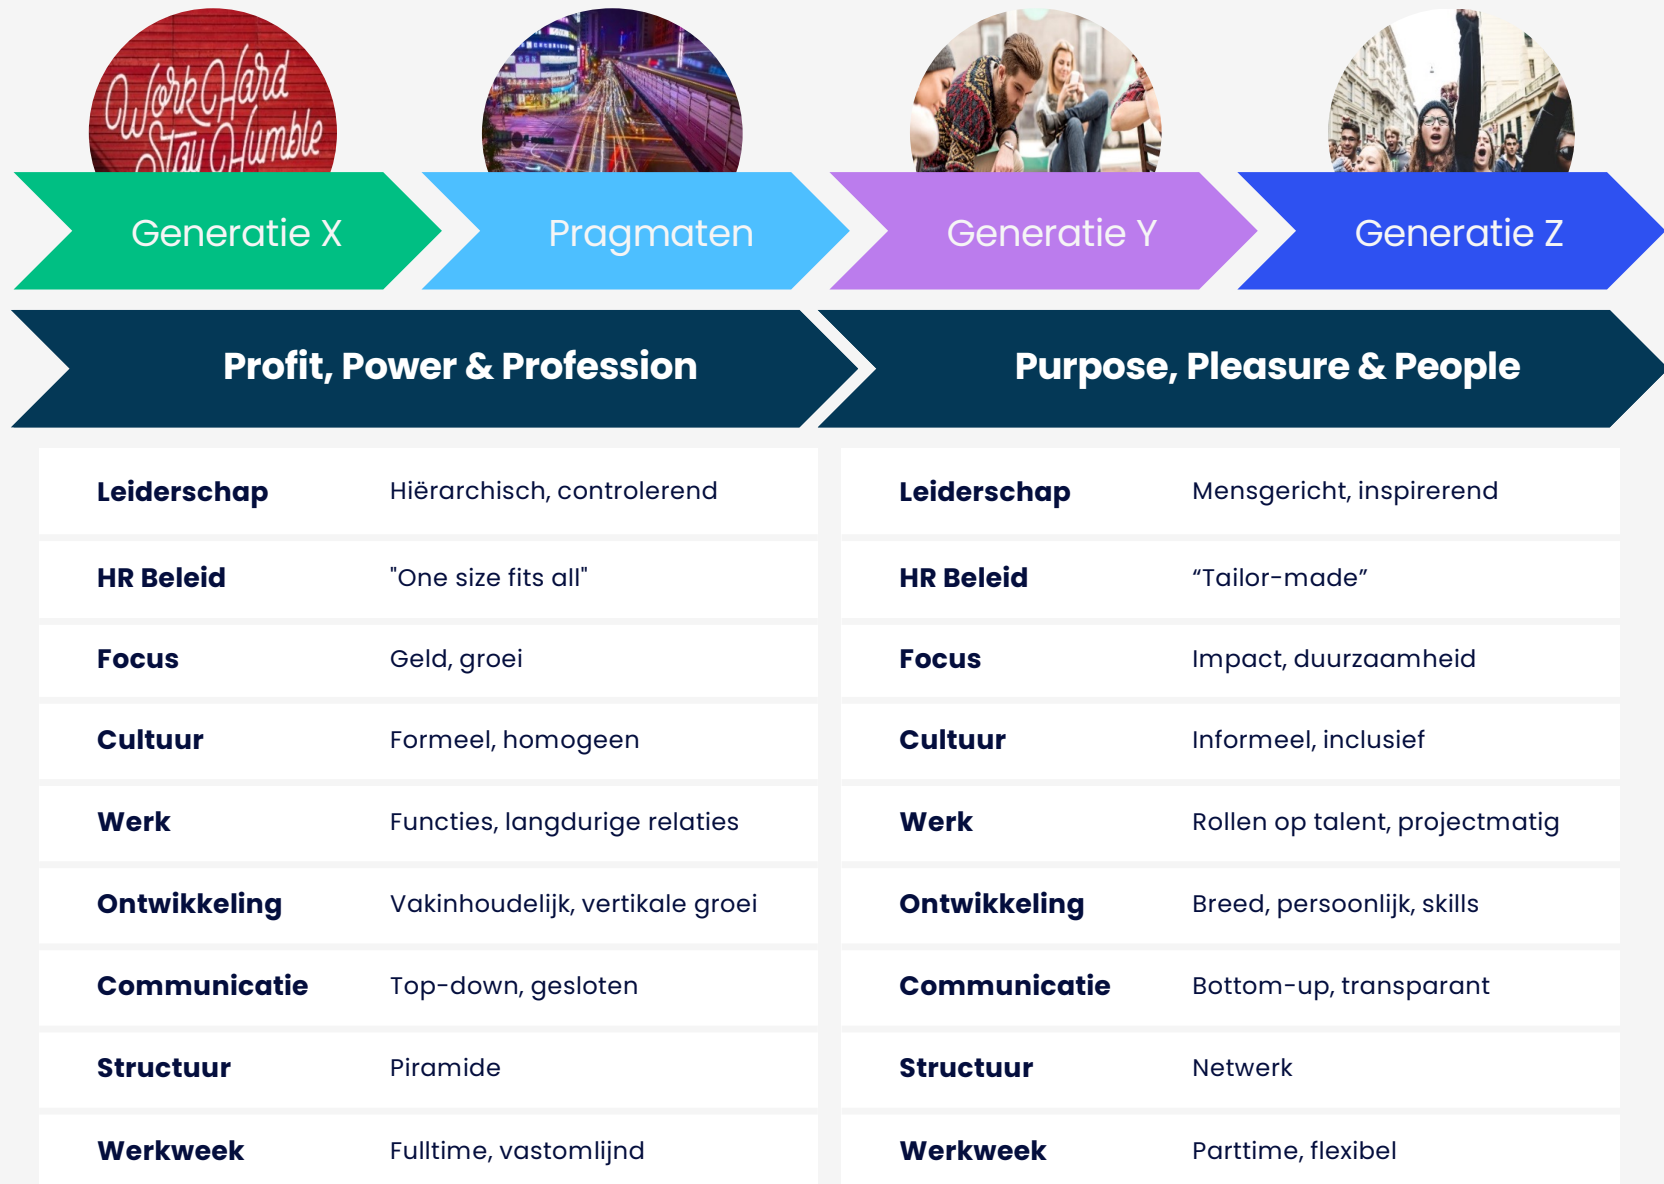 Work Hard
Stay Humble
Generatie X
Pragmaten
Generatie Y
Generatie Z
Profit, Power & Profession
Purpose, Pleasure & People
Leiderschap Hiërarchisch, controlerend
HR Beleid "One size fits all"
Focus Geld, groei
Cultuur Formeel, homogeen
Werk Functies, langdurige relaties
Ontwikkeling Vakinhoudelijk, vertikale groei
Communicatie Top-down, gesloten
Structuur Piramide
Werkweek Fulltime, vastomlijnd
Leiderschap Mensgericht, inspirerend
HR Beleid “Tailor-made”
Focus Impact, duurzaamheid
Cultuur Informeel, inclusief
Werk Rollen op talent, projectmatig
Ontwikkeling Breed, persoonlijk, skills
Communicatie Bottom-up, transparant
Structuur Netwerk
Werkweek Parttime, flexibel